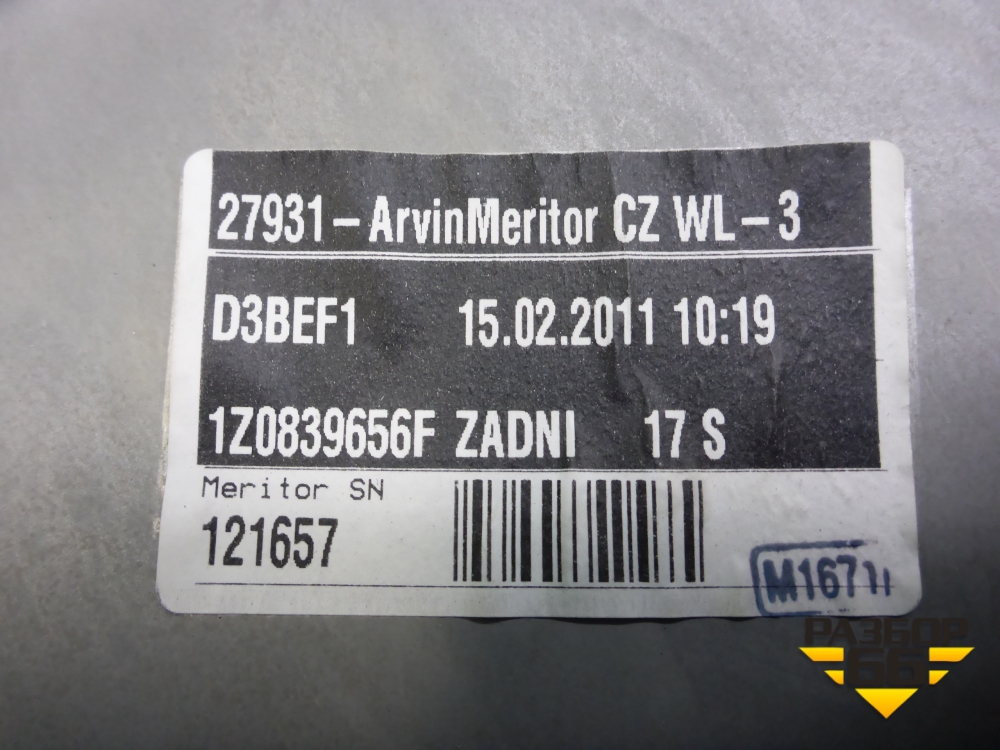 27931 - ArvinMeritor CZ WL - 3
D3BEF1 15.02.2011 10:19
1Z0839656F ZADNI 17 S
Meritor SN
121657
M1671
РАЗБОР
66